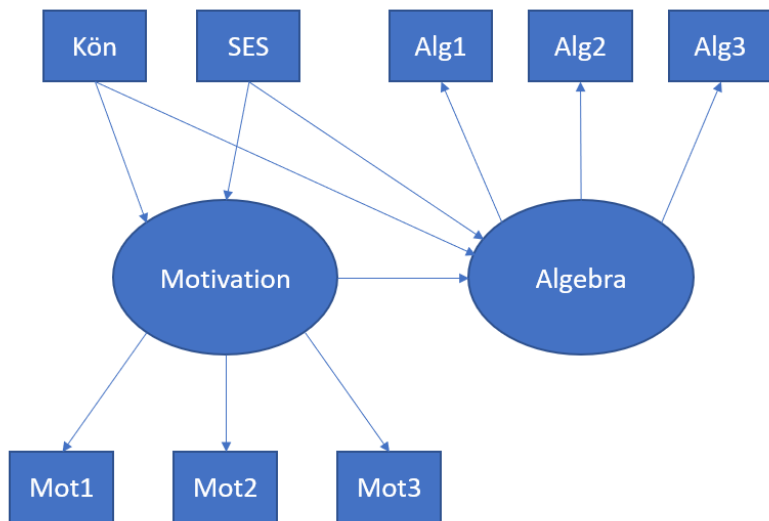 Kön
SES
Alg1
Alg2
Alg3
Motivation
Algebra
Mot1
Mot2
Mot3